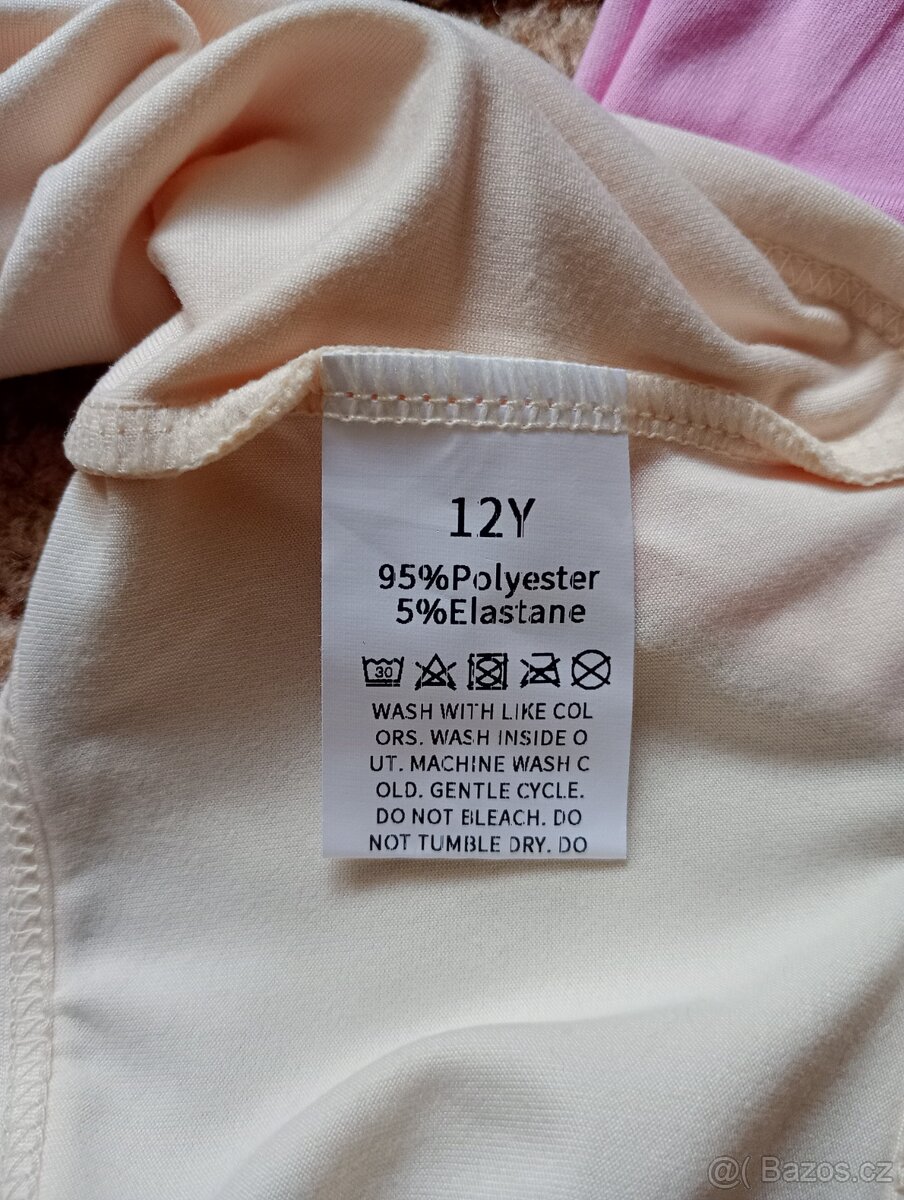 12Y
95%Polyester
5%Elastane
30
WASH WITH LIKE COL
ORS. WASH INSIDE O
UT. MACHINE WASH C
OLD. GENTLE CYCLE.
DO NOT BLEACH. DO
NOT TUMBLE DRY. DO
@( Bazos.cz